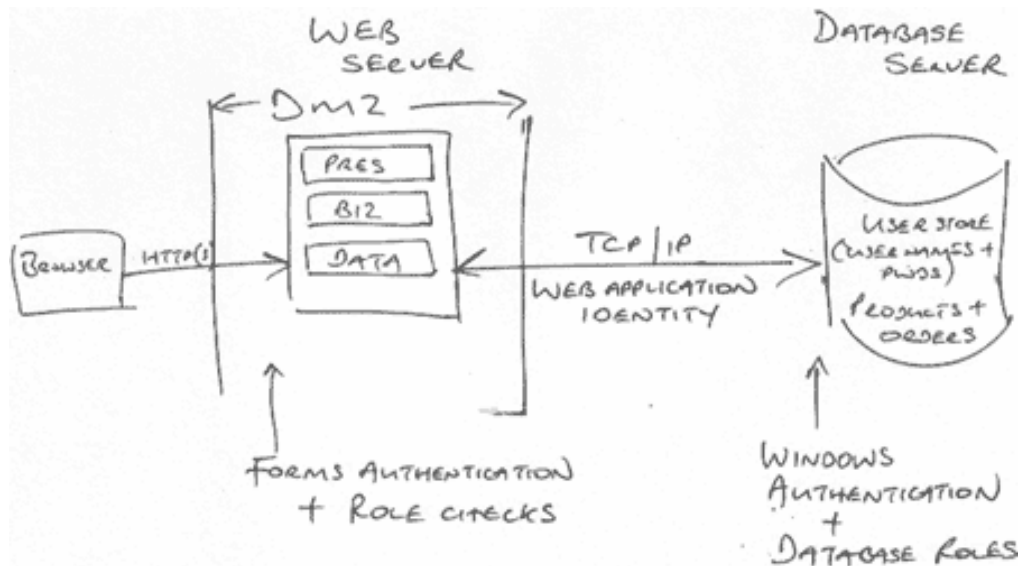 WEB
SERVER
DATABASE
SERVER
DMZ
PRES
BIZ
DATA
BROWSER
HTTP(S)
TCP/IP
WEB APPLICATION
IDENTITY
USER STORE
(USER NAMES +
PWDS)
PRODUCTS +
ORDERS
FORMS AUTHENTICATION
+ ROLE CHECKS
WINDOWS
AUTHENTICATION
+
DATABASE ROLES